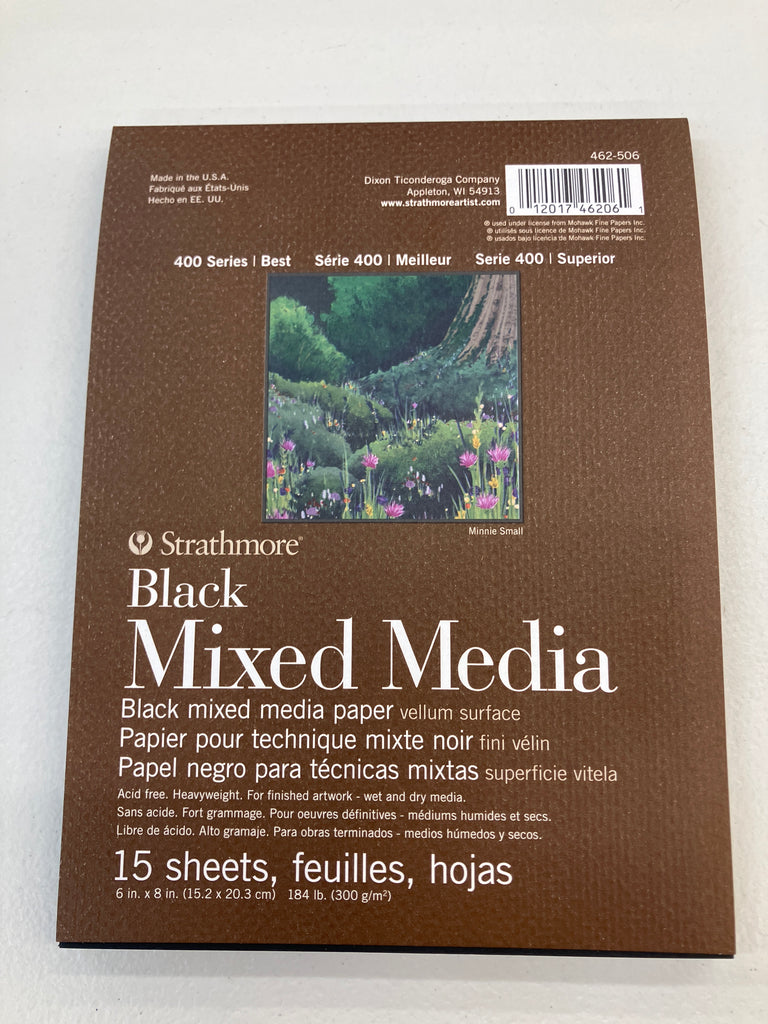 462-506
Made in the U.S.A.
Fabriqué aux États-Unis
Hecho en EE. UU.
Dixon Ticonderoga Company
Appleton, WI 54913
www.strathmoreartist.com
0 12017 46206 1
® used under license from Mohawk Fine Papers Inc.
® utilisés sous licence de Mohawk Fine Papers Inc.
® usados bajo licencia de Mohawk Fine Papers Inc.
400 Series | Best Série 400 | Meilleur Serie 400 | Superior
Minnie Small
Strathmore®
Black
Mixed Media
Black mixed media paper vellum surface
Papier pour technique mixte noir fini vélin
Papel negro para técnicas mixtas superficie vitela
Acid free. Heavyweight. For finished artwork - wet and dry media.
Sans acide. Fort grammage. Pour oeuvres définitives - médiums humides et secs.
Libre de ácido. Alto gramaje. Para obras terminados - medios húmedos y secos.
15 sheets, feuilles, hojas
6 in. x 8 in. (15.2 x 20.3 cm) 184 lb. (300 g/m²)